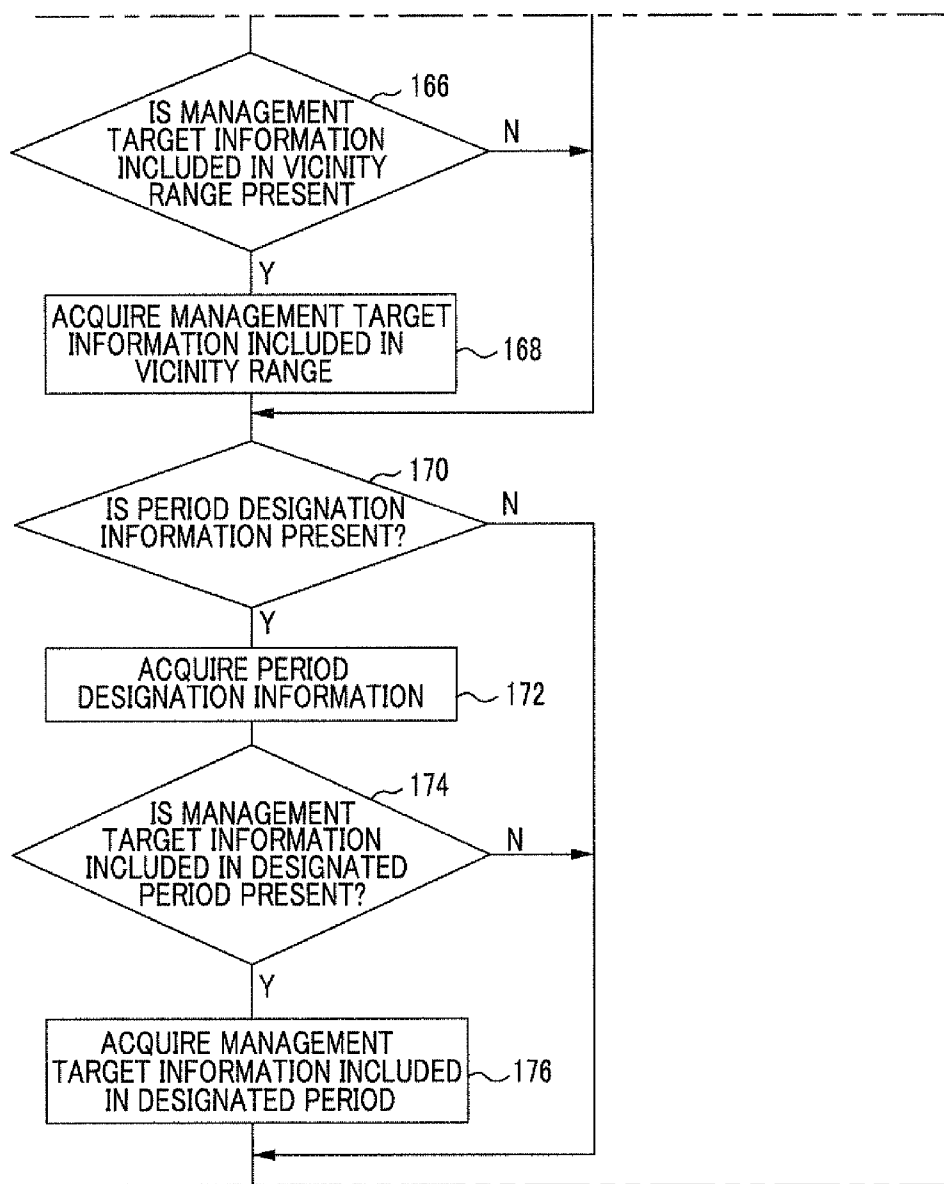 166
IS MANAGEMENT
TARGET INFORMATION
INCLUDED IN VICINITY
RANGE PRESENT
N
Y
ACQUIRE MANAGEMENT TARGET
INFORMATION INCLUDED IN
VICINITY RANGE
168
170
IS PERIOD DESIGNATION
INFORMATION PRESENT?
N
Y
ACQUIRE PERIOD
DESIGNATION INFORMATION
172
174
IS MANAGEMENT
TARGET INFORMATION
INCLUDED IN DESIGNATED
PERIOD PRESENT?
N
Y
ACQUIRE MANAGEMENT
TARGET INFORMATION INCLUDED
IN DESIGNATED PERIOD
176